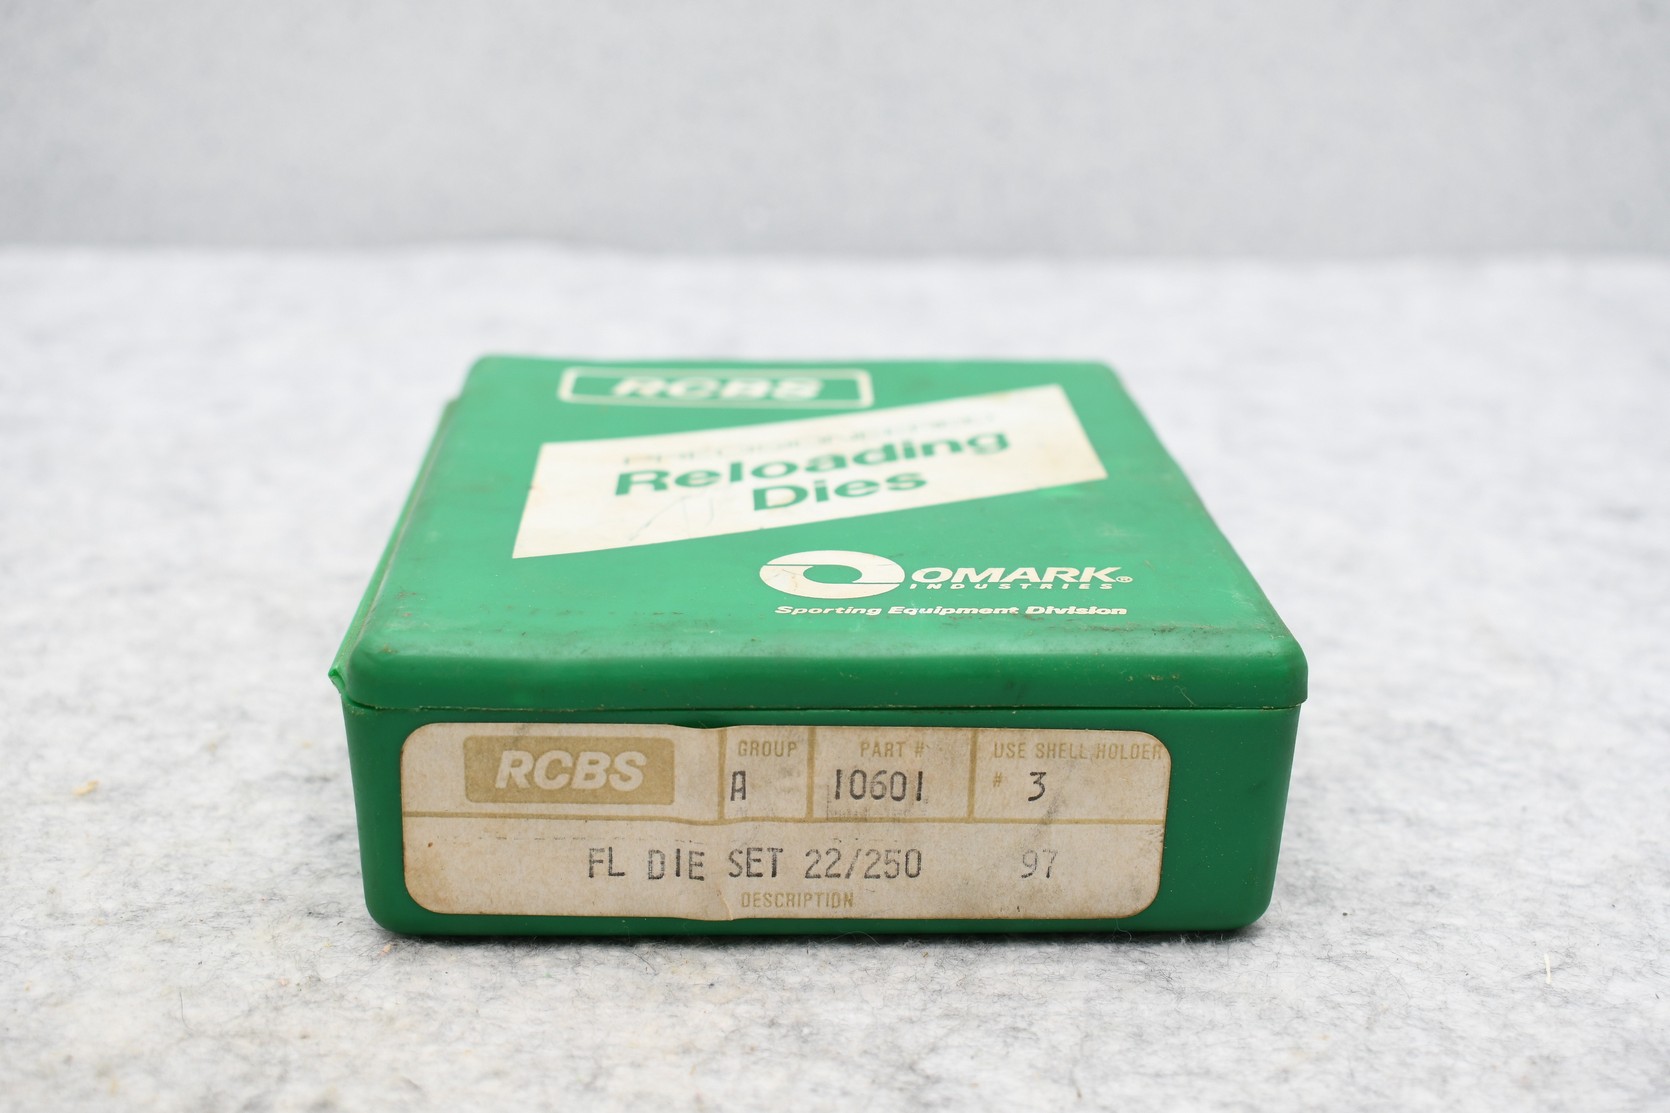 RCBS
Reloading
Dies
OMARK®
INDUSTRIES
Sporting Equipment Division
RCBS
GROUP
A
PART #
10601
USE SHELL HOLDER
# 3
FL DIE SET 22/250 97
DESCRIPTION